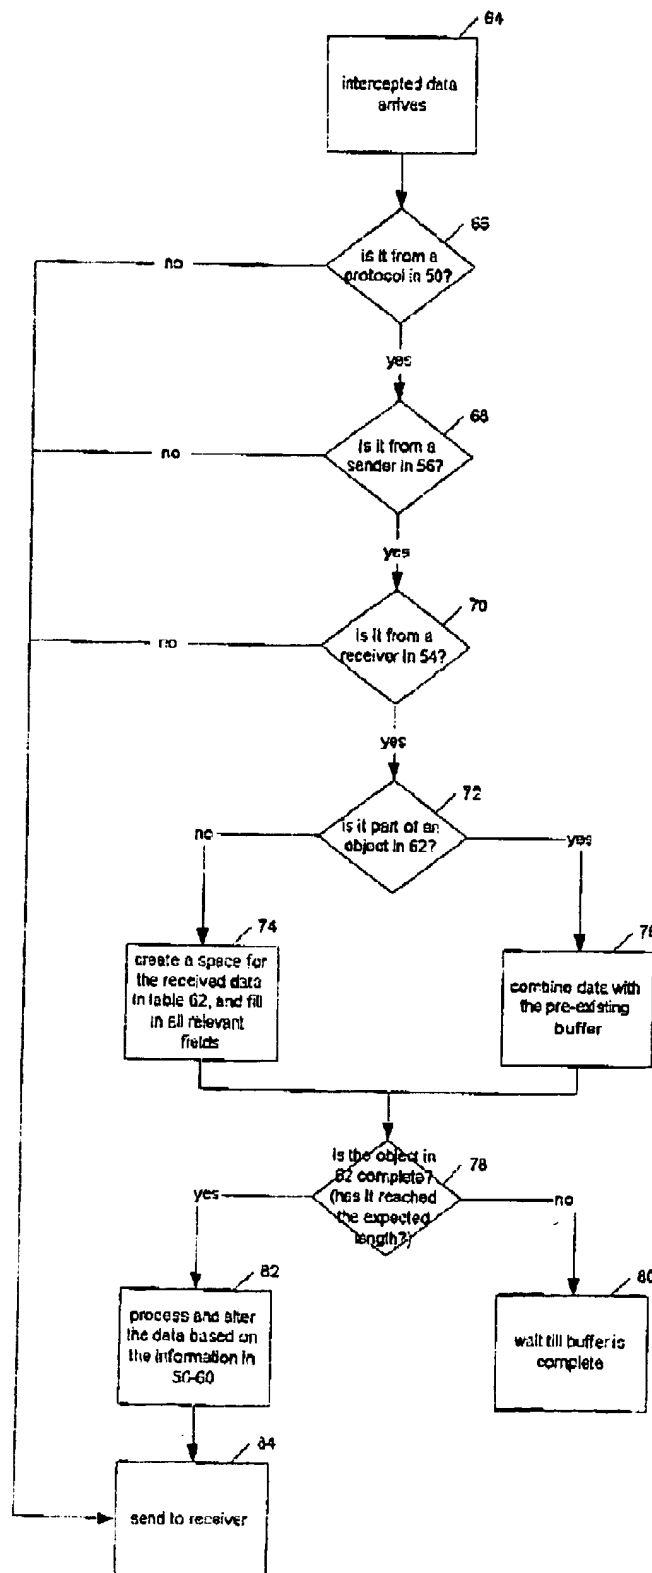 64
intercepted data
arrives
66
is it from a
protocol in 50?
no
yes
68
is it from a
sender in 56?
no
yes
70
is it from a
receiver in 54?
no
yes
72
is it part of an
object in 62?
no
yes
74
create a space for
the received data
in table 62, and fill
in all relevant
fields
76
combine data with
the pre-existing
buffer
78
is the object in
62 complete?
(has it reached
the expected
length?)
yes
no
82
process and alter
the data based on
the information in
50-60
80
wait till buffer is
complete
84
send to receiver